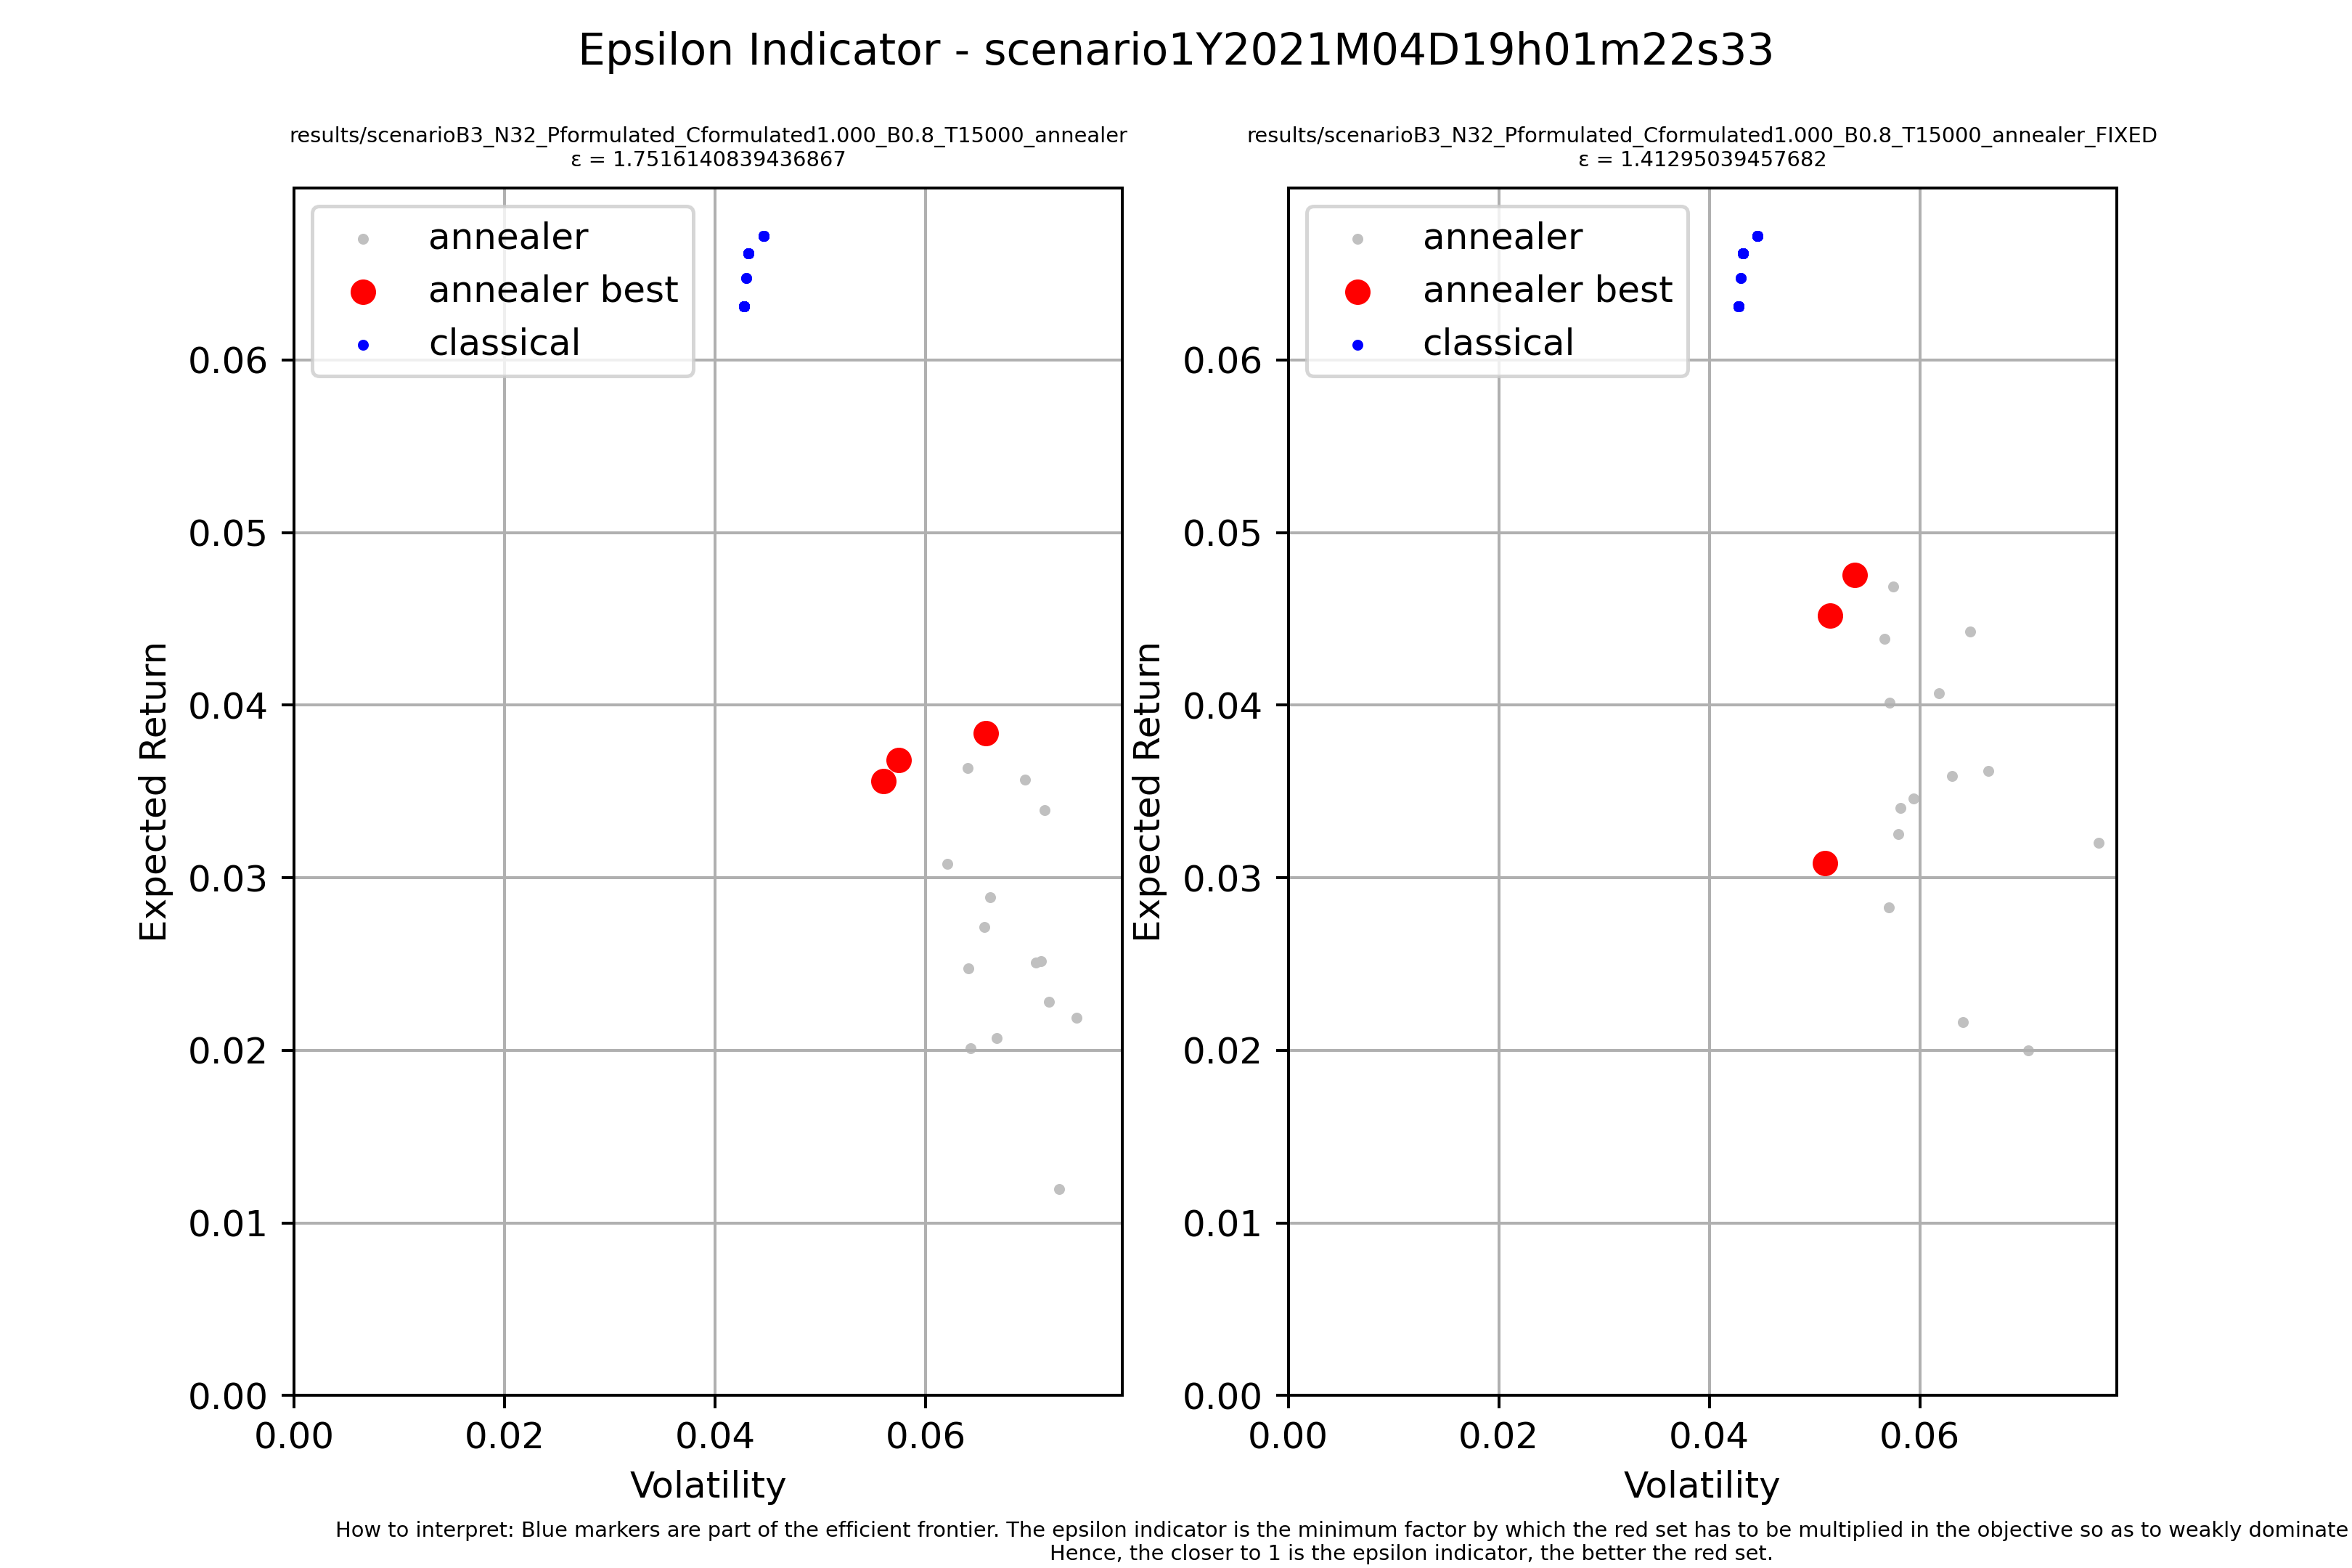 Epsilon Indicator - scenario1Y2021M04D19h01m22s33
results/scenarioB3_N32_Pformulated_Cformulated1.000_B0.8_T15000_annealer
ε = 1.7516140839436867
annealer
annealer best
classical
0.06
0.05
0.04
0.03
0.02
0.01
0.00
0.00 0.02 0.04 0.06
Expected Return
Volatility
results/scenarioB3_N32_Pformulated_Cformulated1.000_B0.8_T15000_annealer_FIXED
ε = 1.41295039457682
annealer
annealer best
classical
0.06
0.05
0.04
0.03
0.02
0.01
0.00
0.00 0.02 0.04 0.06
Expected Return
Volatility
How to interpret: Blue markers are part of the efficient frontier. The epsilon indicator is the minimum factor by which the red set has to be multiplied in the objective so as to weakly dominate
Hence, the closer to 1 is the epsilon indicator, the better the red set.